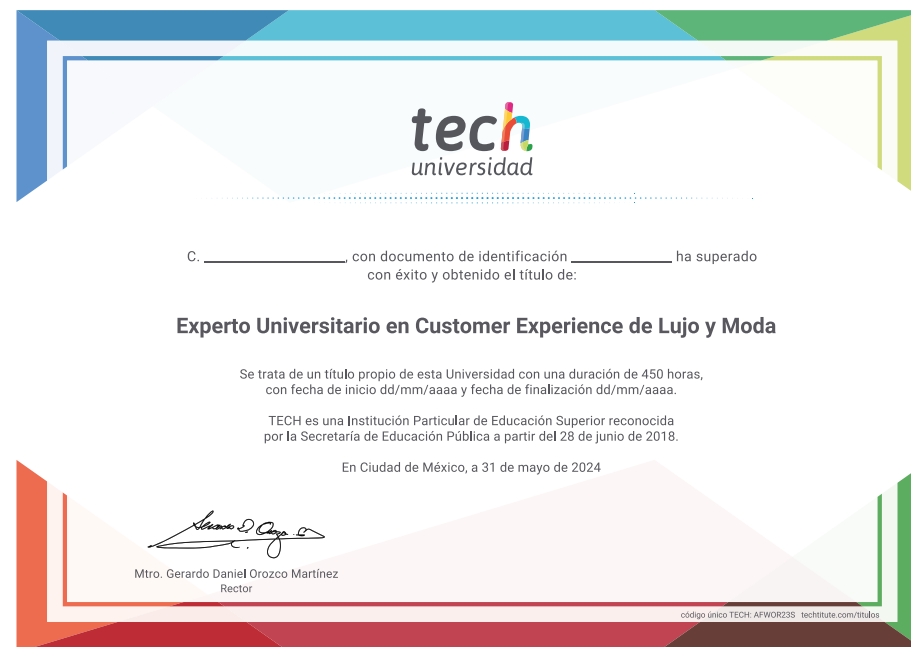 tech
universidad
C. ____________________, con documento de identificación ______________ ha superado
con éxito y obtenido el título de:
Experto Universitario en Customer Experience de Lujo y Moda
Se trata de un título propio de esta Universidad con una duración de 450 horas,
con fecha de inicio dd/mm/aaaa y fecha de finalización dd/mm/aaaa.
TECH es una Institución Particular de Educación Superior reconocida
por la Secretaría de Educación Pública a partir del 28 de junio de 2018.
En Ciudad de México, a 31 de mayo de 2024
Mtro. Gerardo Daniel Orozco Martínez
Rector
código único TECH: AFWOR23S techtitute.com/titulos